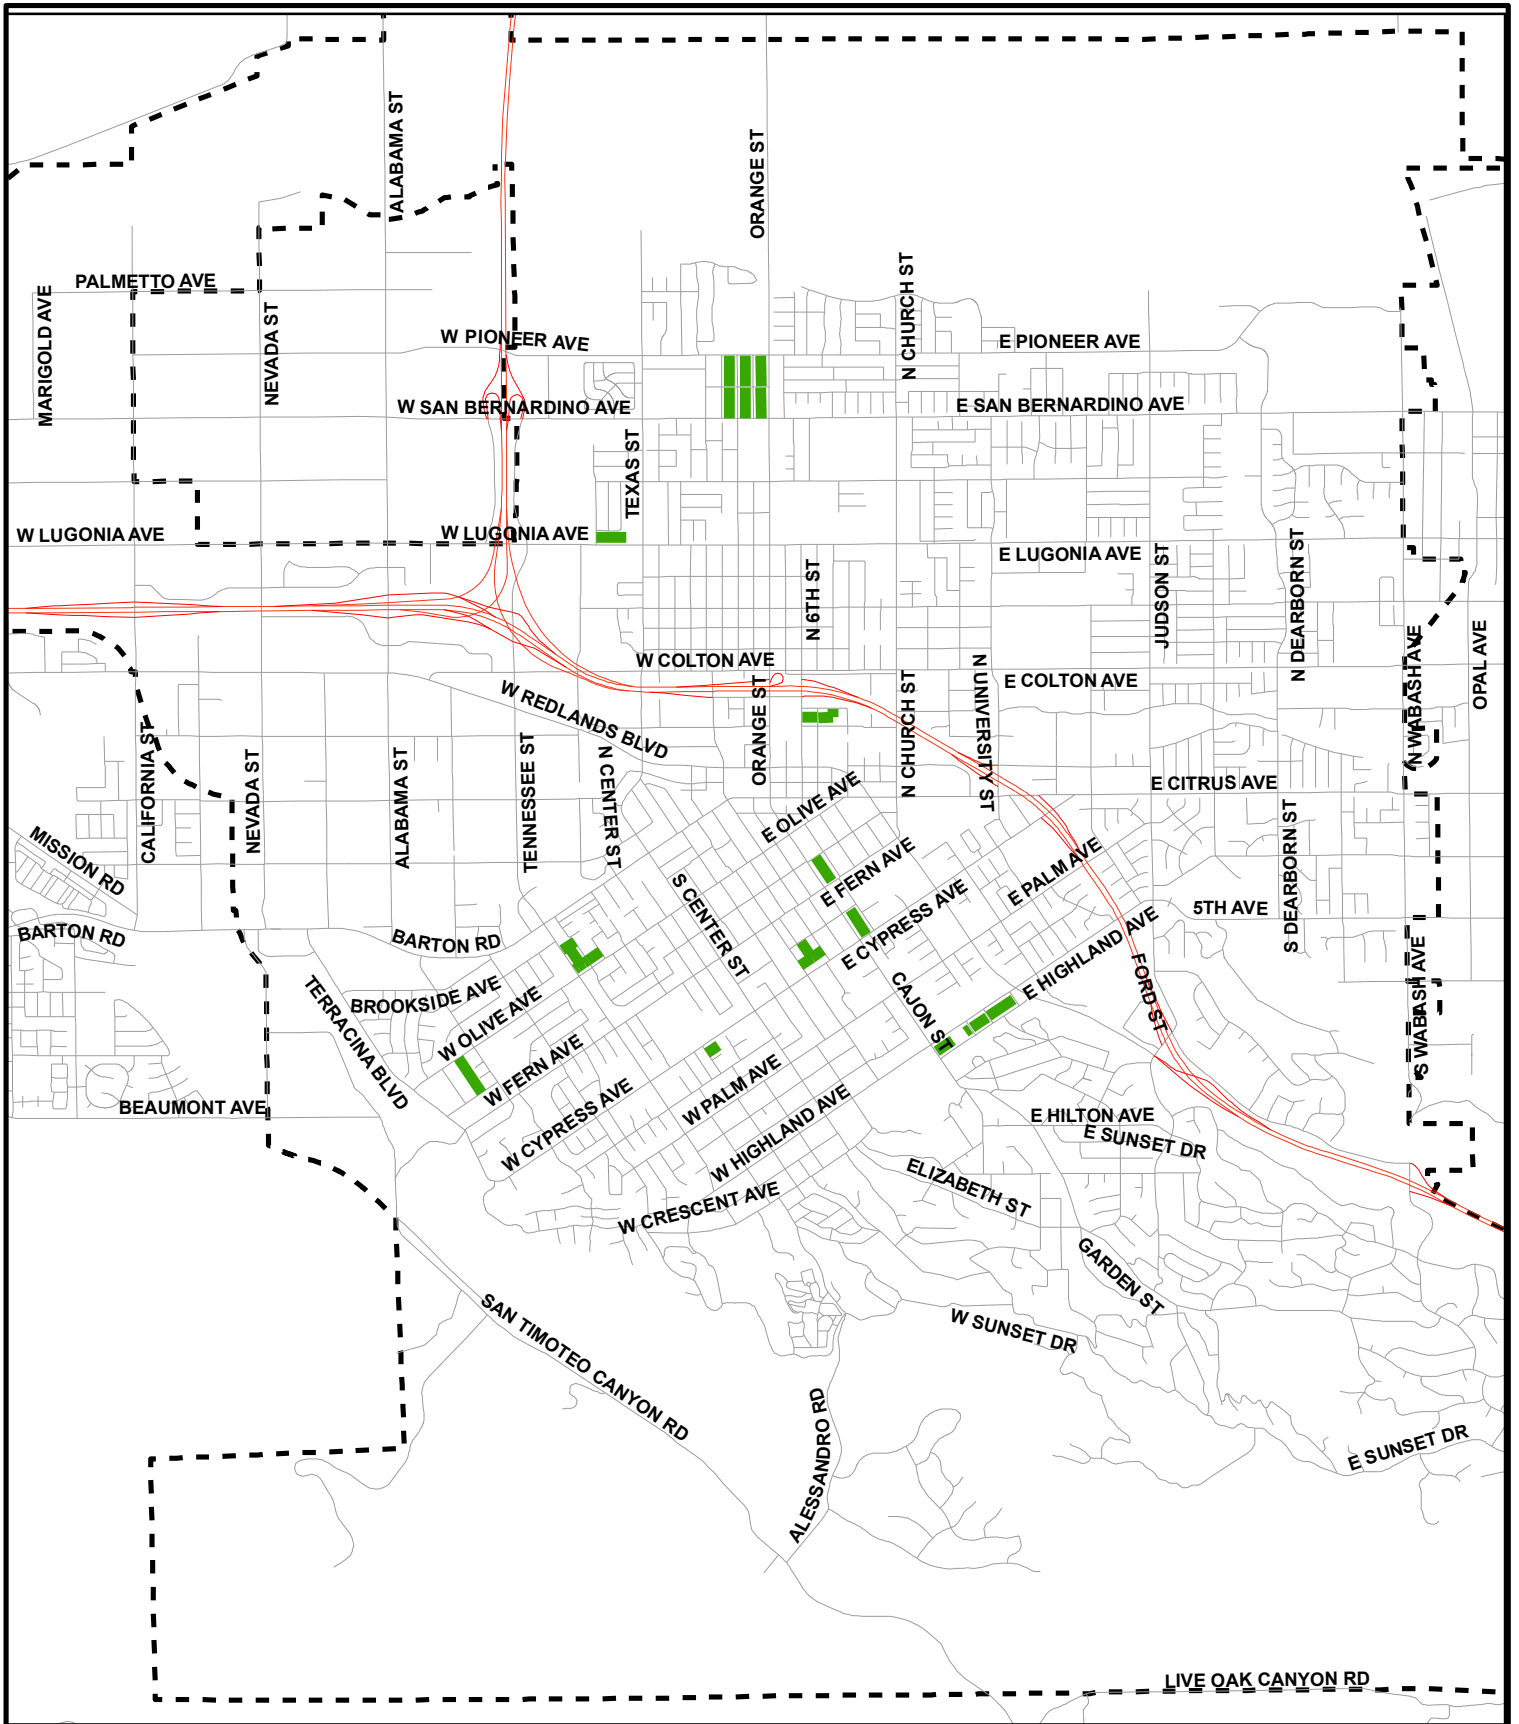 ALABAMA ST
ORANGE ST
PALMETTO AVE
MARIGOLD AVE
NEVADA ST
N CHURCH ST
W PIONEER AVE
E PIONEER AVE
W SAN BERNARDINO AVE
E SAN BERNARDINO AVE
TEXAS ST
W LUGONIA AVE
W LUGONIA AVE
E LUGONIA AVE
N 6TH ST
JUDSON ST
N DEARBORN ST
N WABASH AVE
OPAL AVE
W COLTON AVE
E COLTON AVE
W REDLANDS BLVD
ORANGE ST
N CHURCH ST
N UNIVERSITY ST
CALIFORNIA ST
NEVADA ST
ALABAMA ST
TENNESSEE ST
N CENTER ST
E CITRUS AVE
E OLIVE AVE
MISSION RD
E FERN AVE
E PALM AVE
S DEARBORN ST
S CENTER ST
E CYPRESS AVE
5TH AVE
BARTON RD
BARTON RD
E HIGHLAND AVE
S WABASH AVE
TERRACINA BLVD
BROOKSIDE AVE
W OLIVE AVE
CAJON ST
FORD ST
W FERN AVE
BEAUMONT AVE
W CYPRESS AVE
W PALM AVE
W HIGHLAND AVE
E HILTON AVE
E SUNSET DR
W CRESCENT AVE
ELIZABETH ST
GARDEN ST
SAN TIMOTEO CANYON RD
W SUNSET DR
ALESSANDRO RD
E SUNSET DR
LIVE OAK CANYON RD